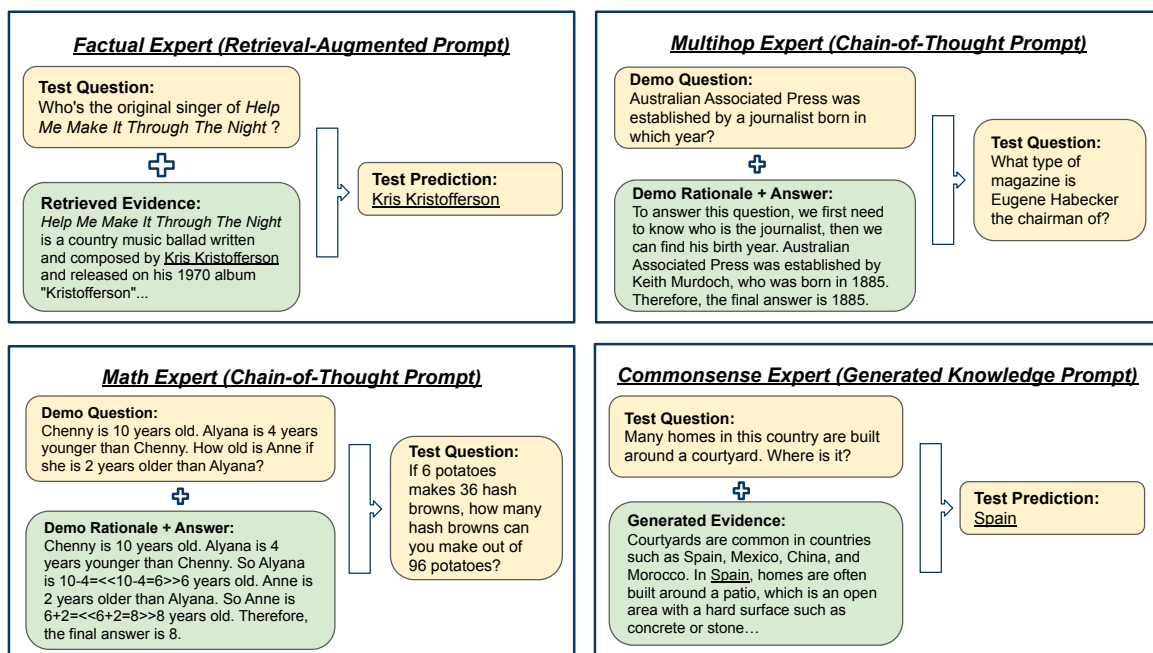 Factual Expert (Retrieval-Augmented Prompt)
Test Question:
Who's the original singer of Help
Me Make It Through The Night ?
Retrieved Evidence:
Help Me Make It Through The Night
is a country music ballad written
and composed by Kris Kristofferson
and released on his 1970 album
"Kristofferson"...
Test Prediction:
Kris Kristofferson
Multihop Expert (Chain-of-Thought Prompt)
Demo Question:
Australian Associated Press was
established by a journalist born in
which year?
Demo Rationale + Answer:
To answer this question, we first need
to know who is the journalist, then we
can find his birth year. Australian
Associated Press was established by
Keith Murdoch, who was born in 1885.
Therefore, the final answer is 1885.
Test Question:
What type of
magazine is
Eugene Habecker
the chairman of?
Math Expert (Chain-of-Thought Prompt)
Demo Question:
Chenny is 10 years old. Alyana is 4 years
younger than Chenny. How old is Anne if
she is 2 years older than Alyana?
Demo Rationale + Answer:
Chenny is 10 years old. Alyana is 4
years younger than Chenny. So Alyana
is 10-4=<<10-4=6>>6 years old. Anne is
2 years older than Alyana. So Anne is
6+2=<<6+2=8>>8 years old. Therefore,
the final answer is 8.
Test Question:
If 6 potatoes
makes 36 hash
browns, how many
hash browns can
you make out of
96 potatoes?
Commonsense Expert (Generated Knowledge Prompt)
Test Question:
Many homes in this country are built
around a courtyard. Where is it?
Generated Evidence:
Courtyards are common in countries
such as Spain, Mexico, China, and
Morocco. In Spain, homes are often
built around a patio, which is an open
area with a hard surface such as
concrete or stone…
Test Prediction:
Spain